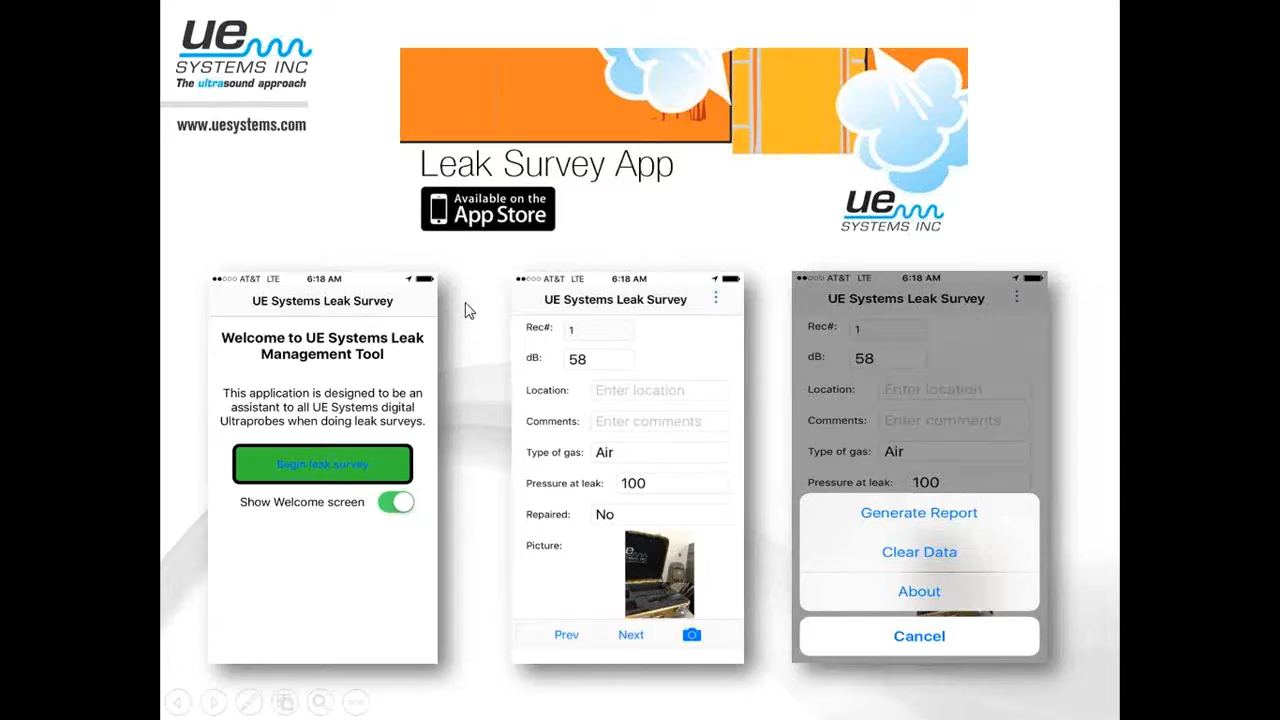 ue
SYSTEMS INC
The ultrasound approach
www.uesystems.com
Leak Survey App
Available on the
App Store
ue
SYSTEMS INC
AT&T LTE 6:18 AM
UE Systems Leak Survey
Welcome to UE Systems Leak
Management Tool
This application is designed to be an
assistant to all UE Systems digital
Ultraprobes when doing leak surveys.
Begin leak survey
Show Welcome screen
AT&T LTE 6:18 AM
UE Systems Leak Survey
Rec#: 1
dB: 58
Location: Enter location
Comments: Enter comments
Type of gas: Air
Pressure at leak: 100
Repaired: No
Picture:
Prev Next
AT&T LTE 6:18 AM
UE Systems Leak Survey
Rec#: 1
dB: 58
Location: Enter location
Comments: Enter comments
Type of gas: Air
Pressure at leak: 100
Generate Report
Clear Data
About
Cancel